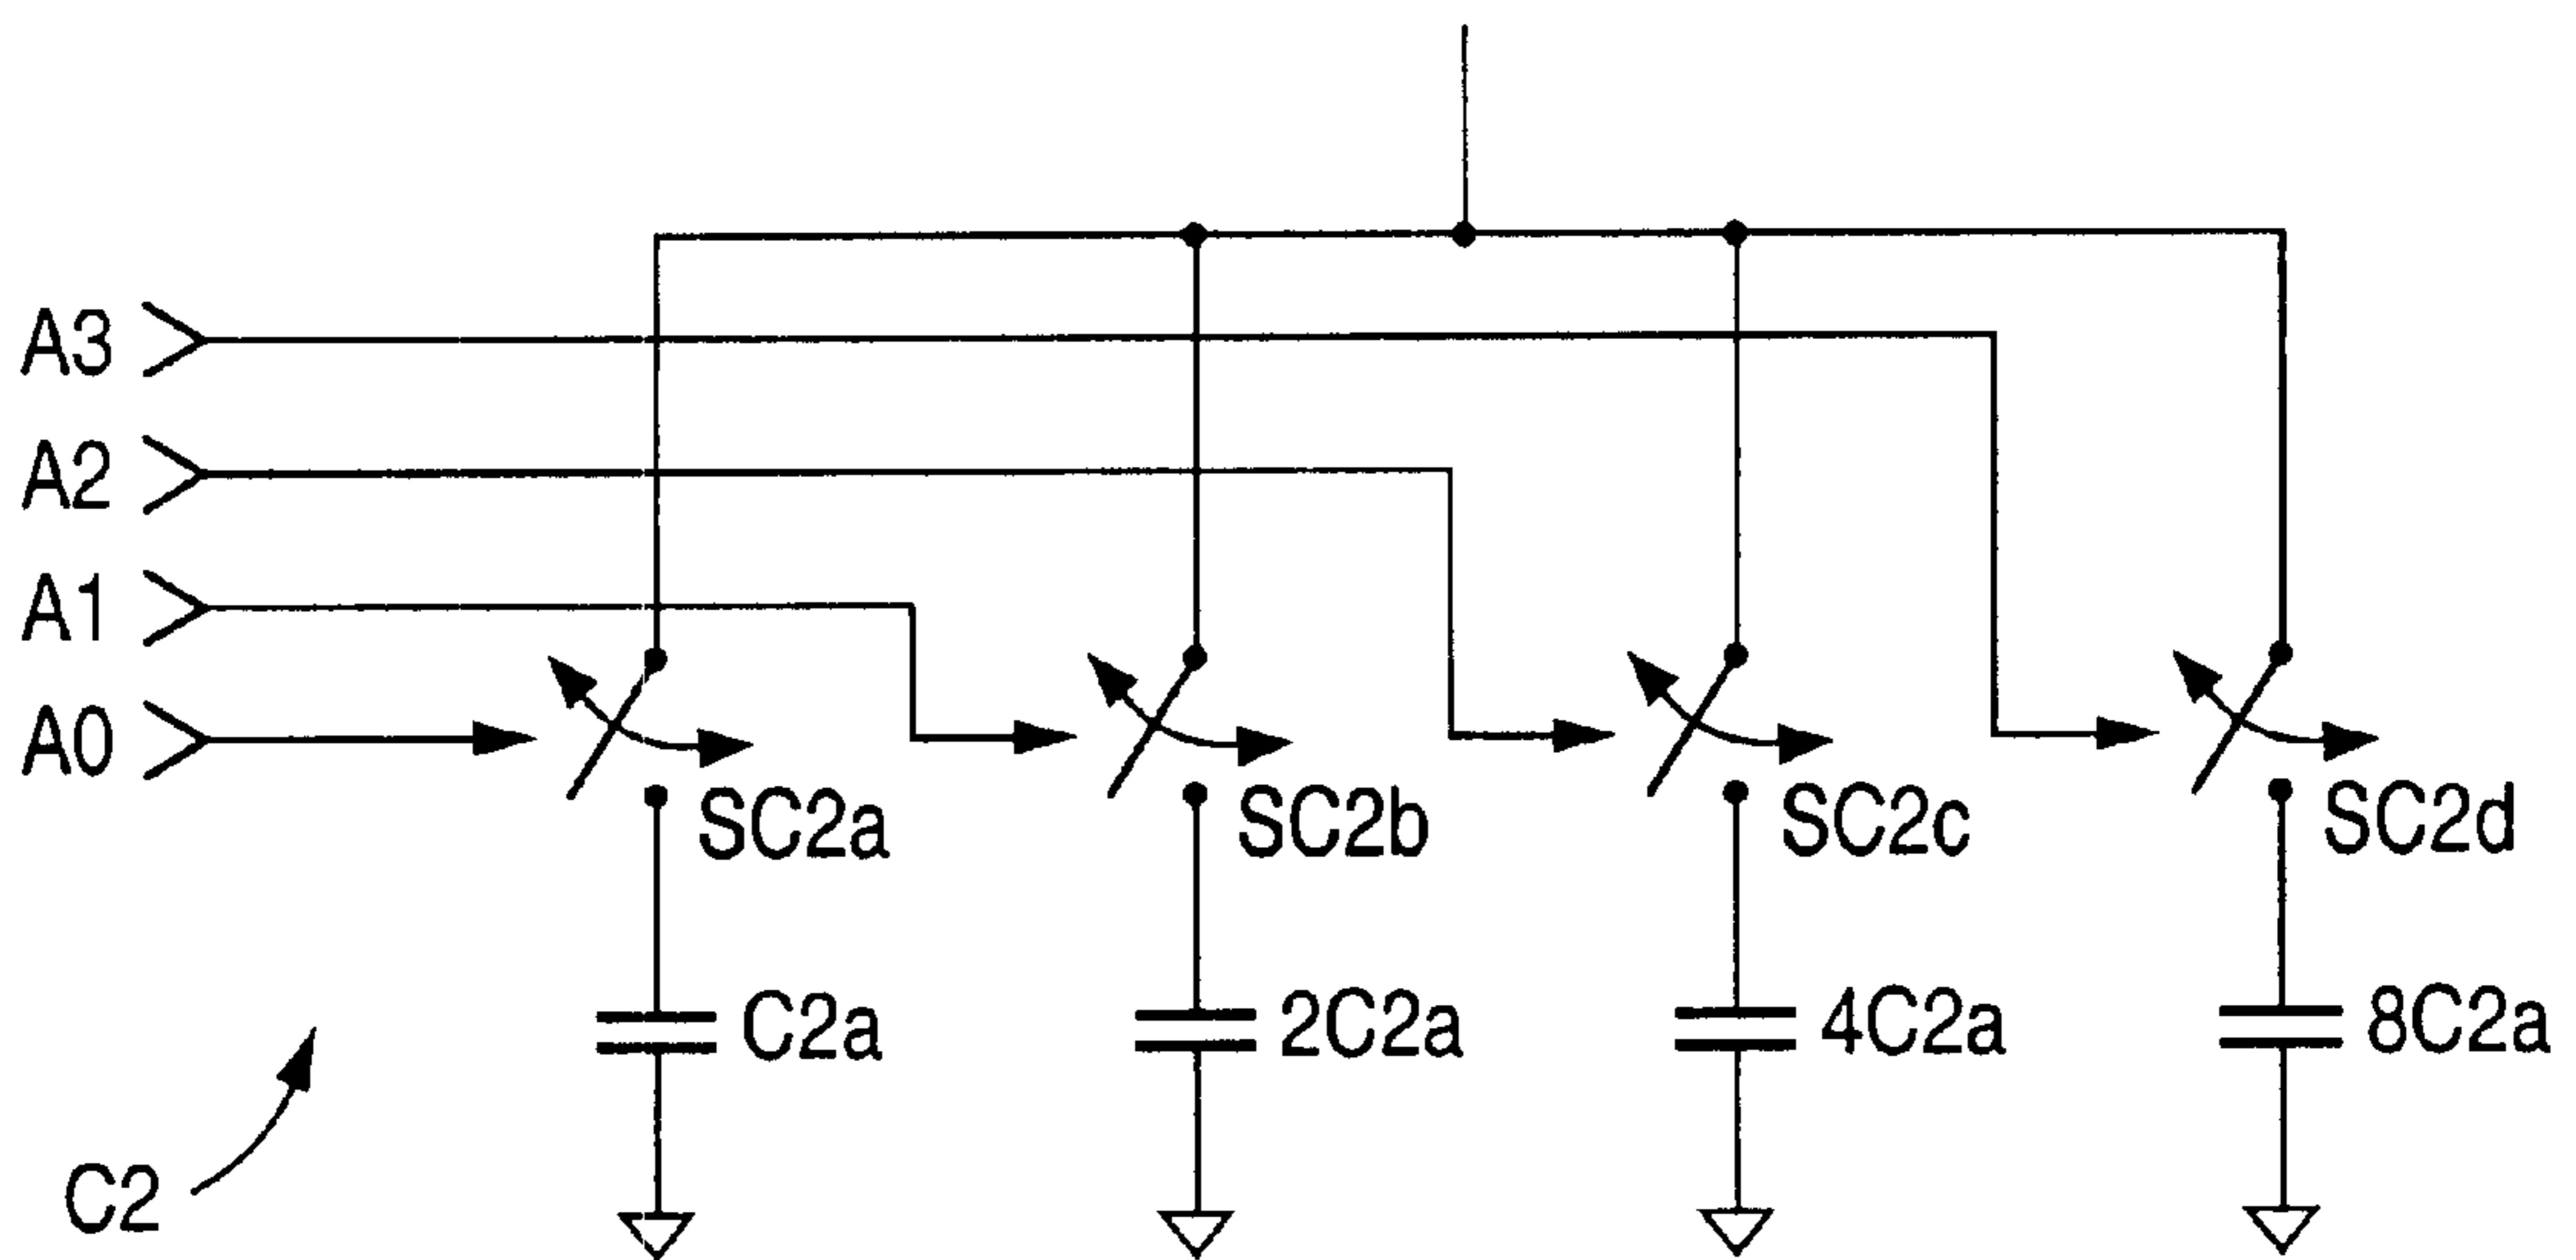 A3
A2
A1
A0
SC2a SC2b SC2c SC2d
C2a 2C2a 4C2a 8C2a
C2